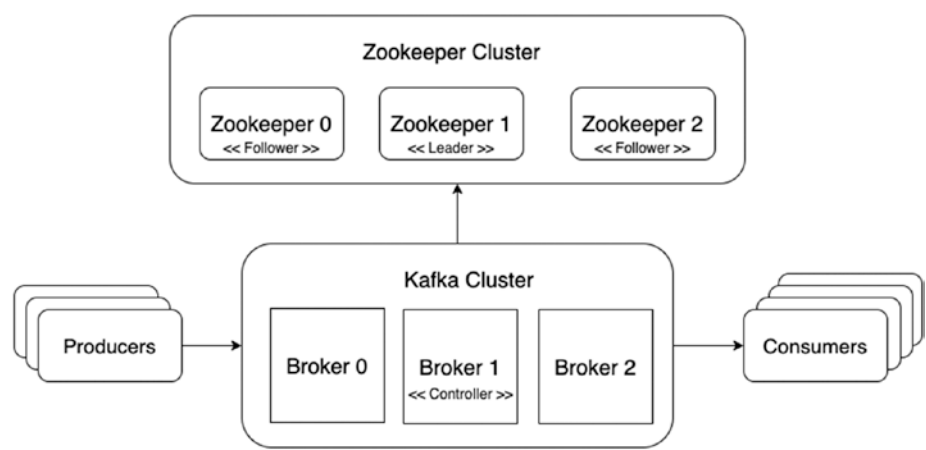 Zookeeper Cluster
Zookeeper 0
<< Follower >>
Zookeeper 1
<< Leader >>
Zookeeper 2
<< Follower >>
Kafka Cluster
Producers
Broker 0
Broker 1
<< Controller >>
Broker 2
Consumers